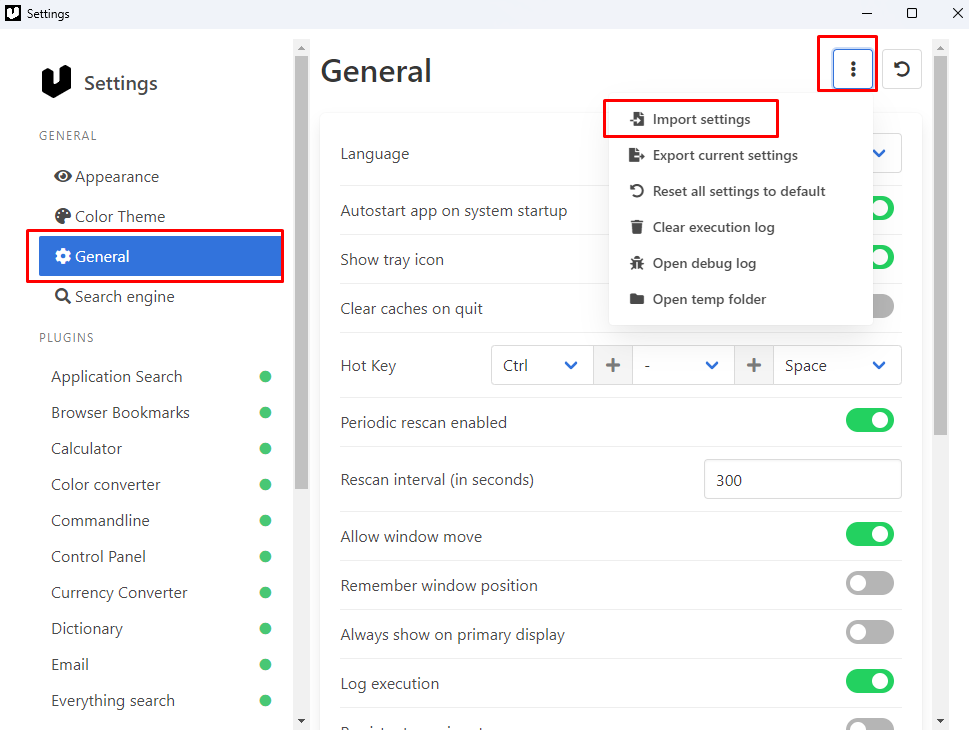 Settings
Settings
GENERAL
Appearance
Color Theme
General
Search engine
PLUGINS
Application Search
Browser Bookmarks
Calculator
Color converter
Commandline
Control Panel
Currency Converter
Dictionary
Email
Everything search
General
Import settings
Export current settings
Reset all settings to default
Clear execution log
Open debug log
Open temp folder
Language
Autostart app on system startup
Show tray icon
Clear caches on quit
Hot Key Ctrl + - + Space
Periodic rescan enabled
Rescan interval (in seconds) 300
Allow window move
Remember window position
Always show on primary display
Log execution